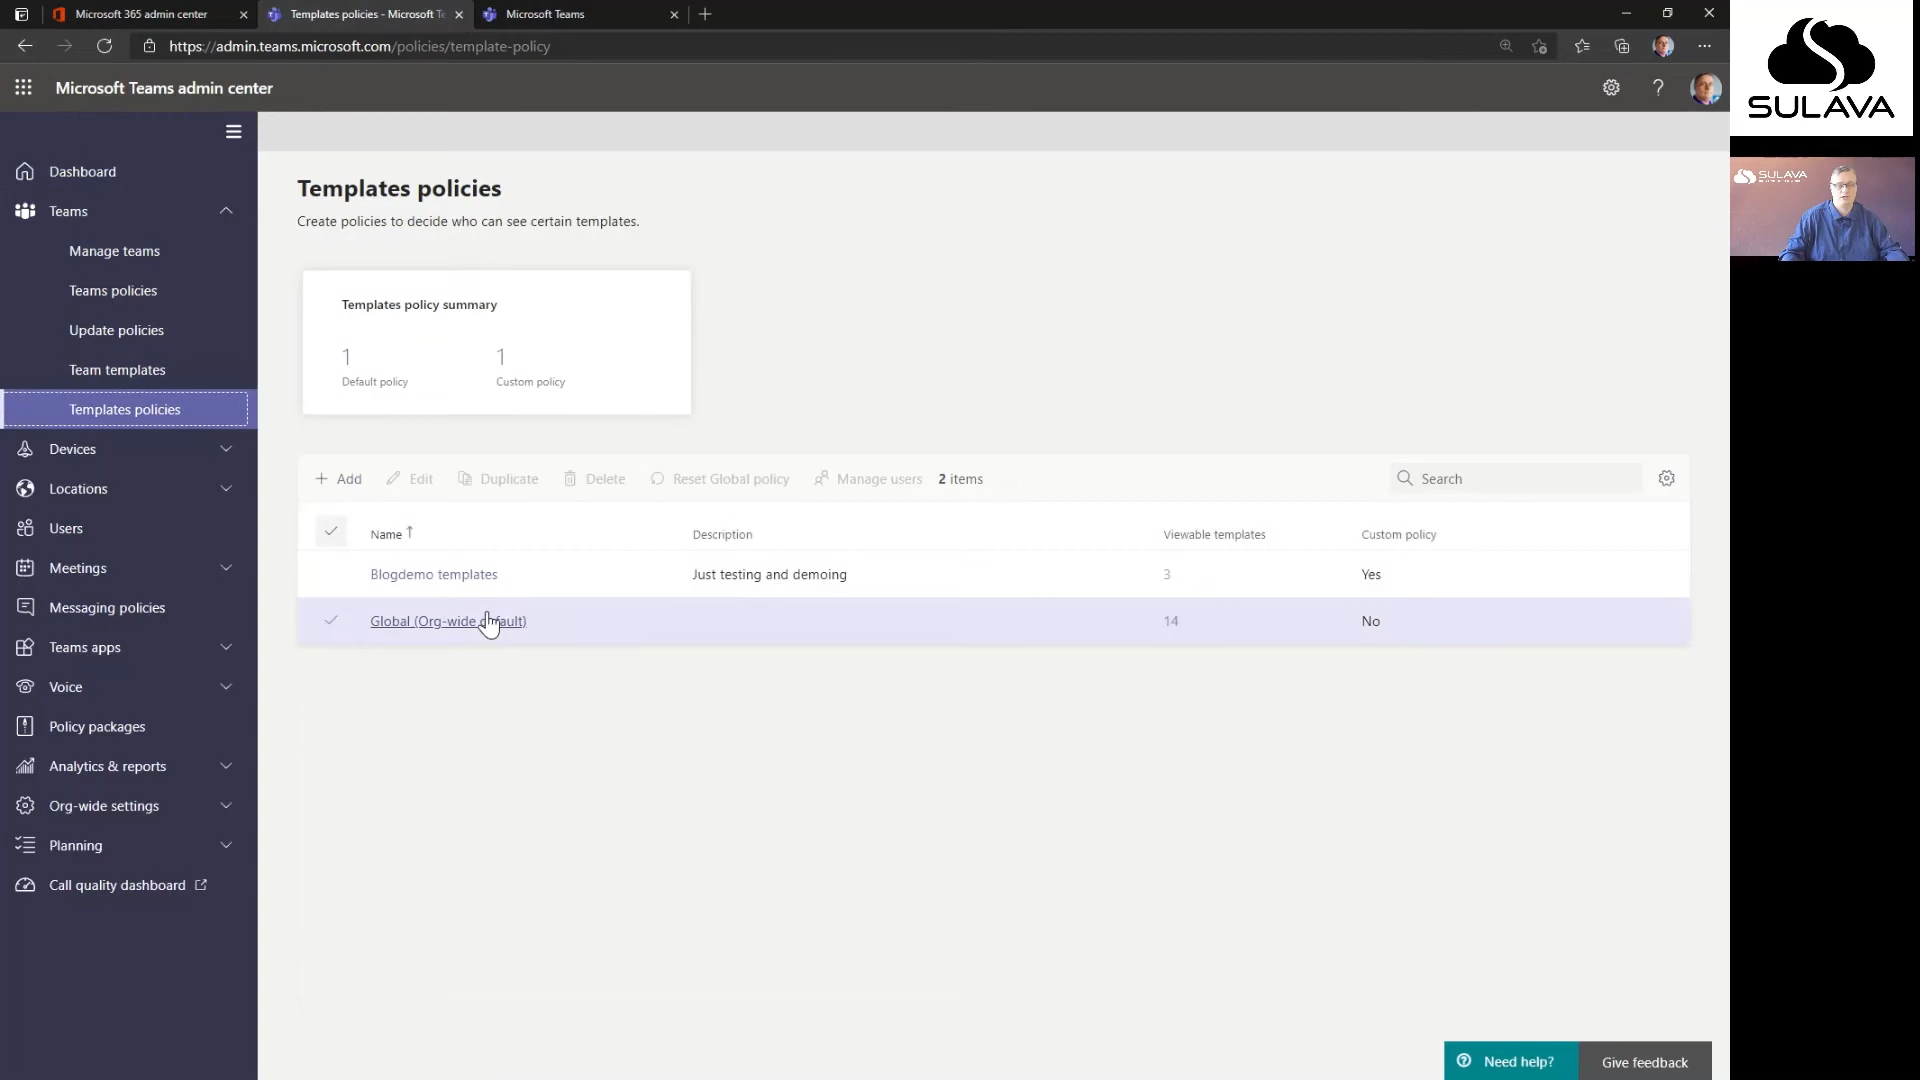 Microsoft 365 admin center
Templates policies - Microsoft Te
Microsoft Teams
https://admin.teams.microsoft.com/policies/template-policy
Microsoft Teams admin center
Dashboard
Teams
Manage teams
Teams policies
Update policies
Team templates
Templates policies
Devices
Locations
Users
Meetings
Messaging policies
Teams apps
Voice
Policy packages
Analytics & reports
Org-wide settings
Planning
Call quality dashboard
Templates policies
Create policies to decide who can see certain templates.
Templates policy summary
1 1
Default policy Custom policy
+ Add Edit Duplicate Delete Reset Global policy Manage users 2 items Search
Name ↑ Description Viewable templates Custom policy
Blogdemo templates Just testing and demoing 3 Yes
Global (Org-wide default) 14 No
Need help? Give feedback
SULAVA
SULAVA